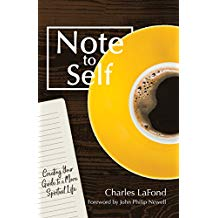 Note
to
Self
Creating Your
Guide to a More
Spiritual Life
Charles LaFond
Foreword by John Philip Newell